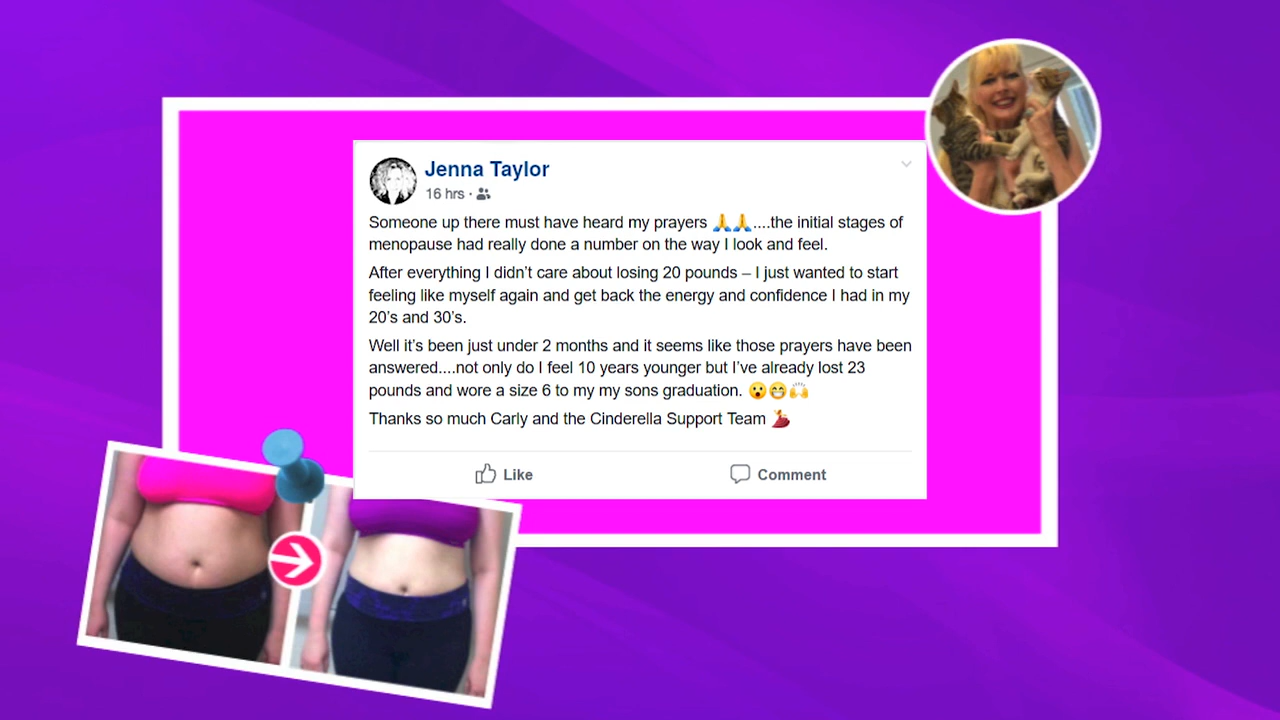 Jenna Taylor
16 hrs ·
Someone up there must have heard my prayers 🙏🙏....the initial stages of
menopause had really done a number on the way I look and feel.
After everything I didn’t care about losing 20 pounds – I just wanted to start
feeling like myself again and get back the energy and confidence I had in my
20’s and 30’s.
Well it’s been just under 2 months and it seems like those prayers have been
answered....not only do I feel 10 years younger but I’ve already lost 23
pounds and wore a size 6 to my my sons graduation. 😮😁🙌
Thanks so much Carly and the Cinderella Support Team 💃
Like
Comment